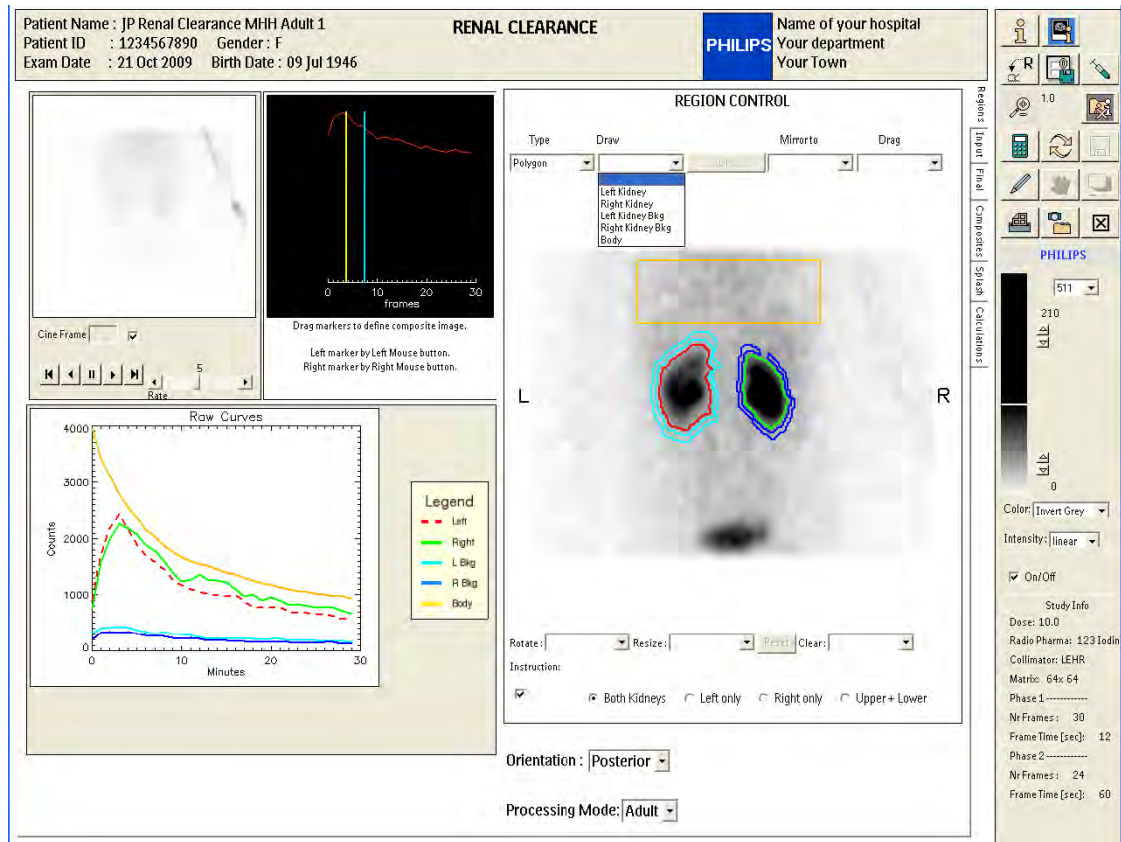 Patient Name : JP Renal Clearance MHH Adult 1
Patient ID : 1234567890 Gender : F
Exam Date : 21 Oct 2009 Birth Date : 09 Jul 1946
RENAL CLEARANCE
PHILIPS
Name of your hospital
Your department
Your Town
R
1.0
Cine Frame
5
Rate
0 10 20 30
frames
Drag markers to define composite image.
Left marker by Left Mouse button.
Right marker by Right Mouse button.
Raw Curves
4000
3000
2000
1000
0
Counts
0 10 20 30
Minutes
Legend
Left
Right
L Bkg
R Bkg
Body
REGION CONTROL
Type Draw Mirror to Drag
Polygon
Left Kidney
Right Kidney
Left Kidney Bkg
Right Kidney Bkg
Body
L
R
Rotate : Resize : Clear :
Instruction:
Both Kidneys Left only Right only Upper + Lower
Orientation : Posterior
Processing Mode: Adult
Regions
Input
Final
Composites
Splash
Calculations
PHILIPS
511
210
0
Color: Invert Grey
Intensity: linear
On/Off
Study Info
Dose: 10.0
Radio Pharma: 123 Iodin
Collimator: LEHR
Matrix: 64x 64
Phase 1------------
Nr Frames : 30
Frame Time [sec]: 12
Phase 2------------
Nr Frames : 24
Frame Time [sec]: 60